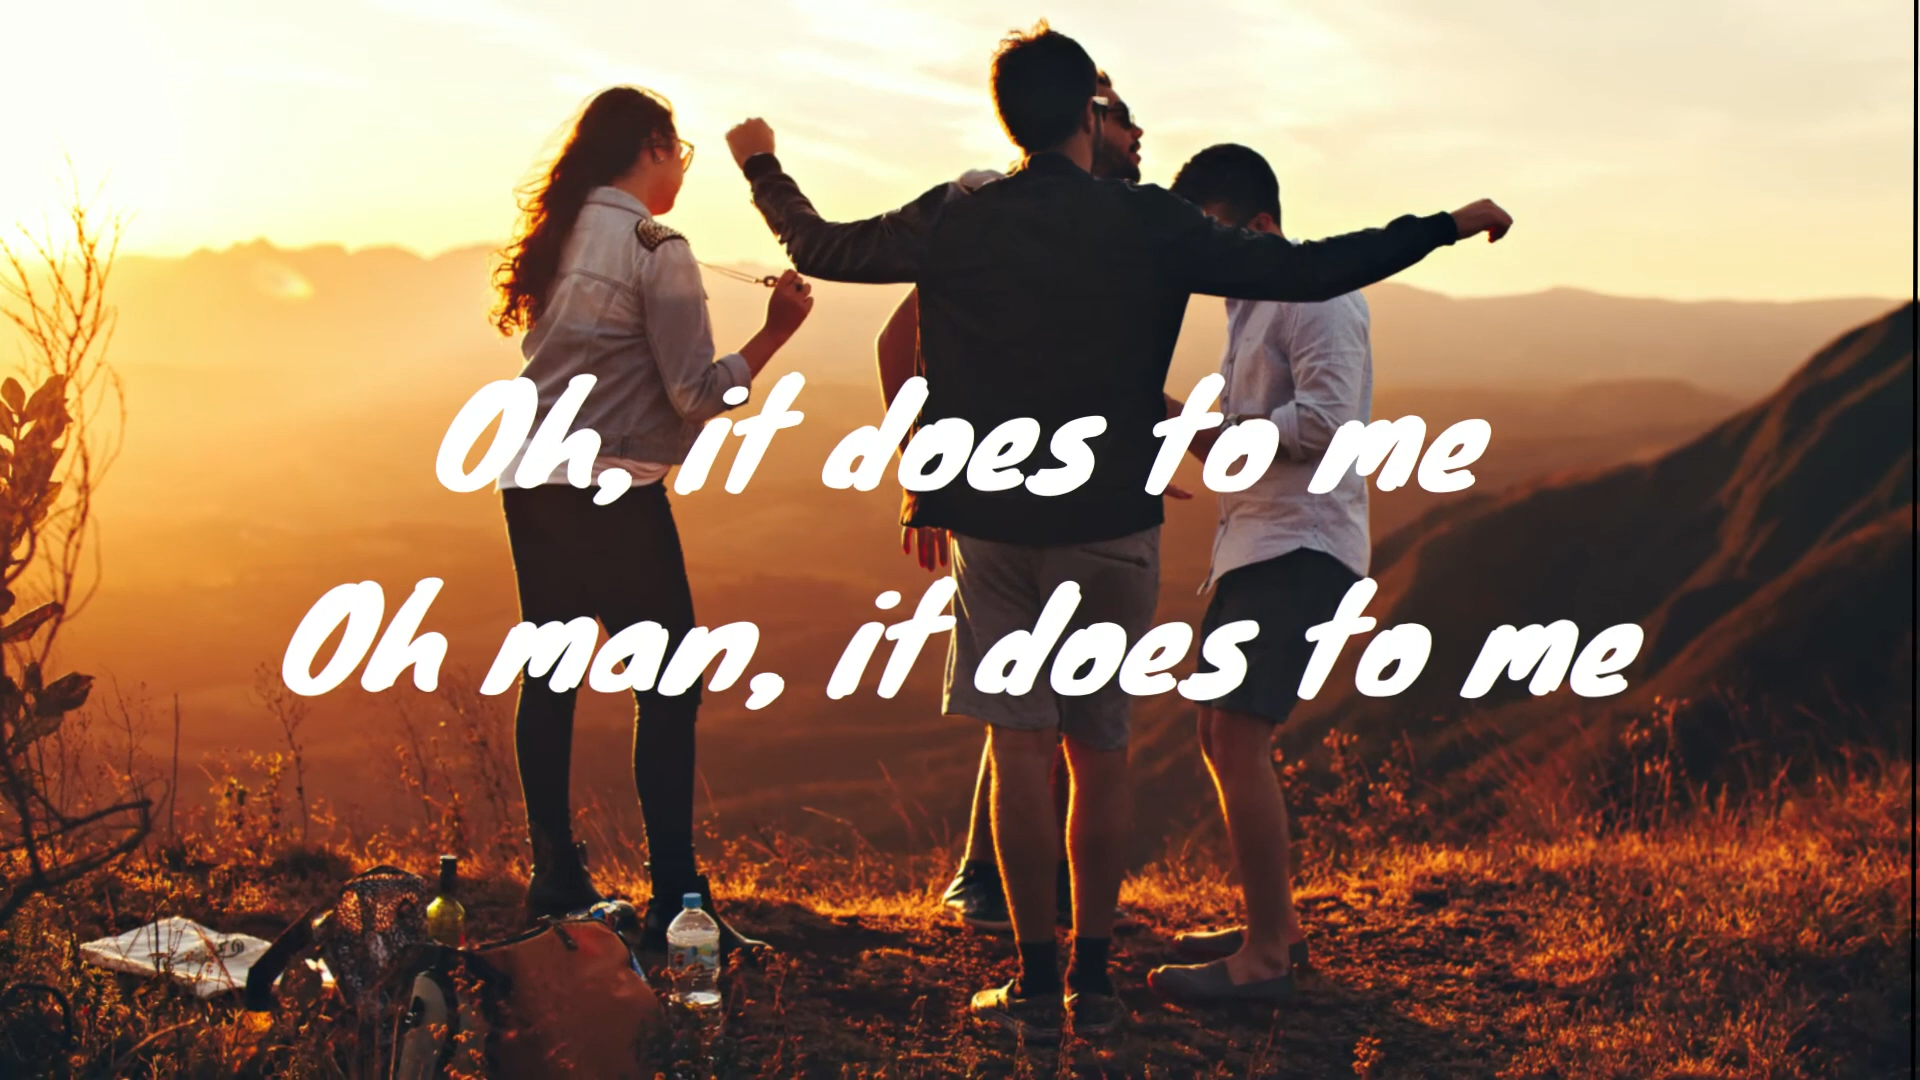 Oh, it does to me
Oh man, it does to me